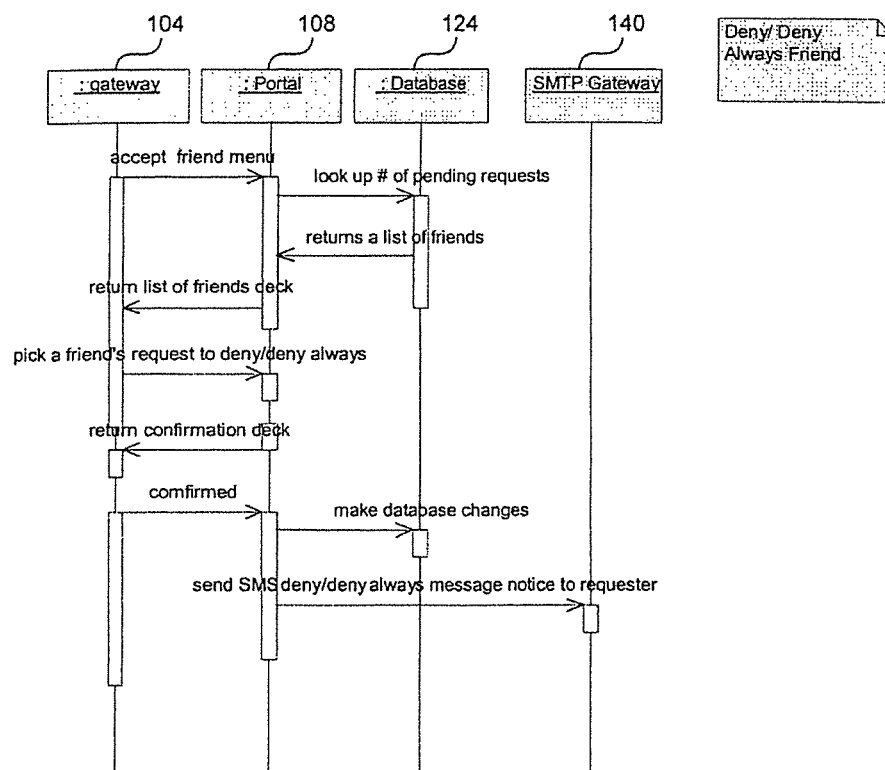 104
108
124
140
Deny/ Deny
Always Friend
: gateway
: Portal
: Database
SMTP Gateway
accept friend menu
look up # of pending requests
returns a list of friends
return list of friends deck
pick a friend's request to deny/deny always
return confirmation deck
comfirmed
make database changes
send SMS deny/deny always message notice to requester